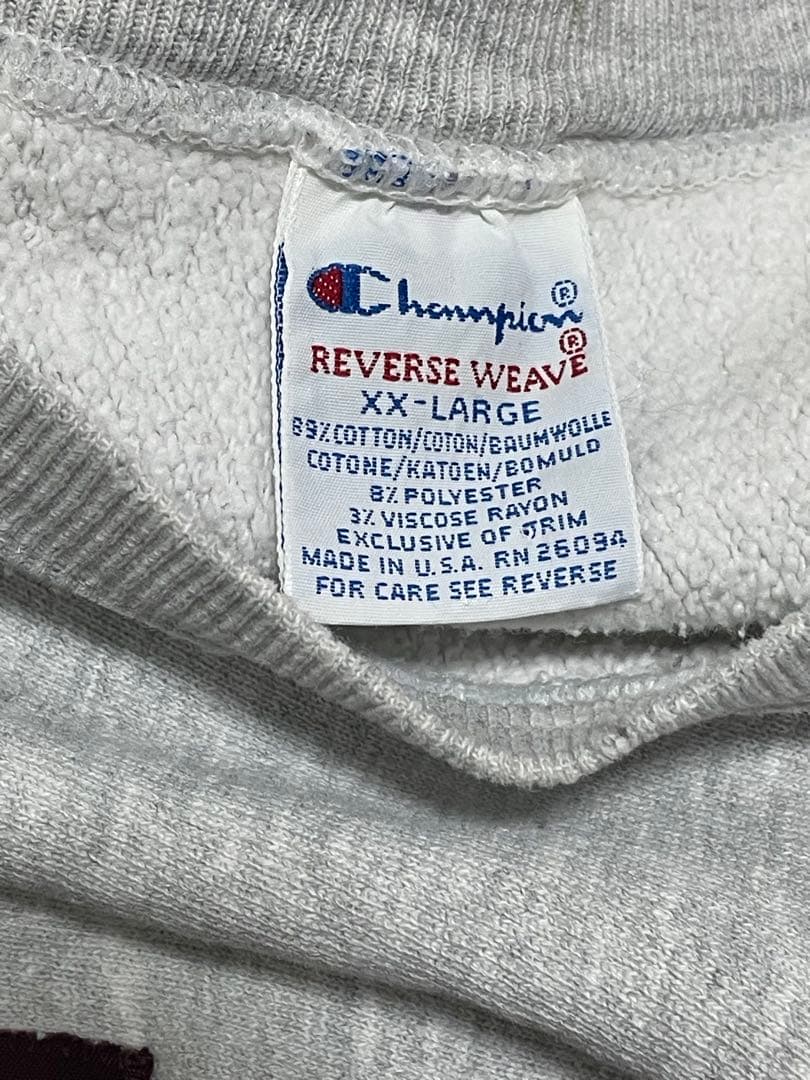 Champion®
REVERSE WEAVE®
XX-LARGE
89% COTTON/COTON/BAUMWOLLE
COTONE/KATOEN/BOMULD
8% POLYESTER
3% VISCOSE RAYON
EXCLUSIVE OF TRIM
MADE IN U.S.A. RN 26094
FOR CARE SEE REVERSE